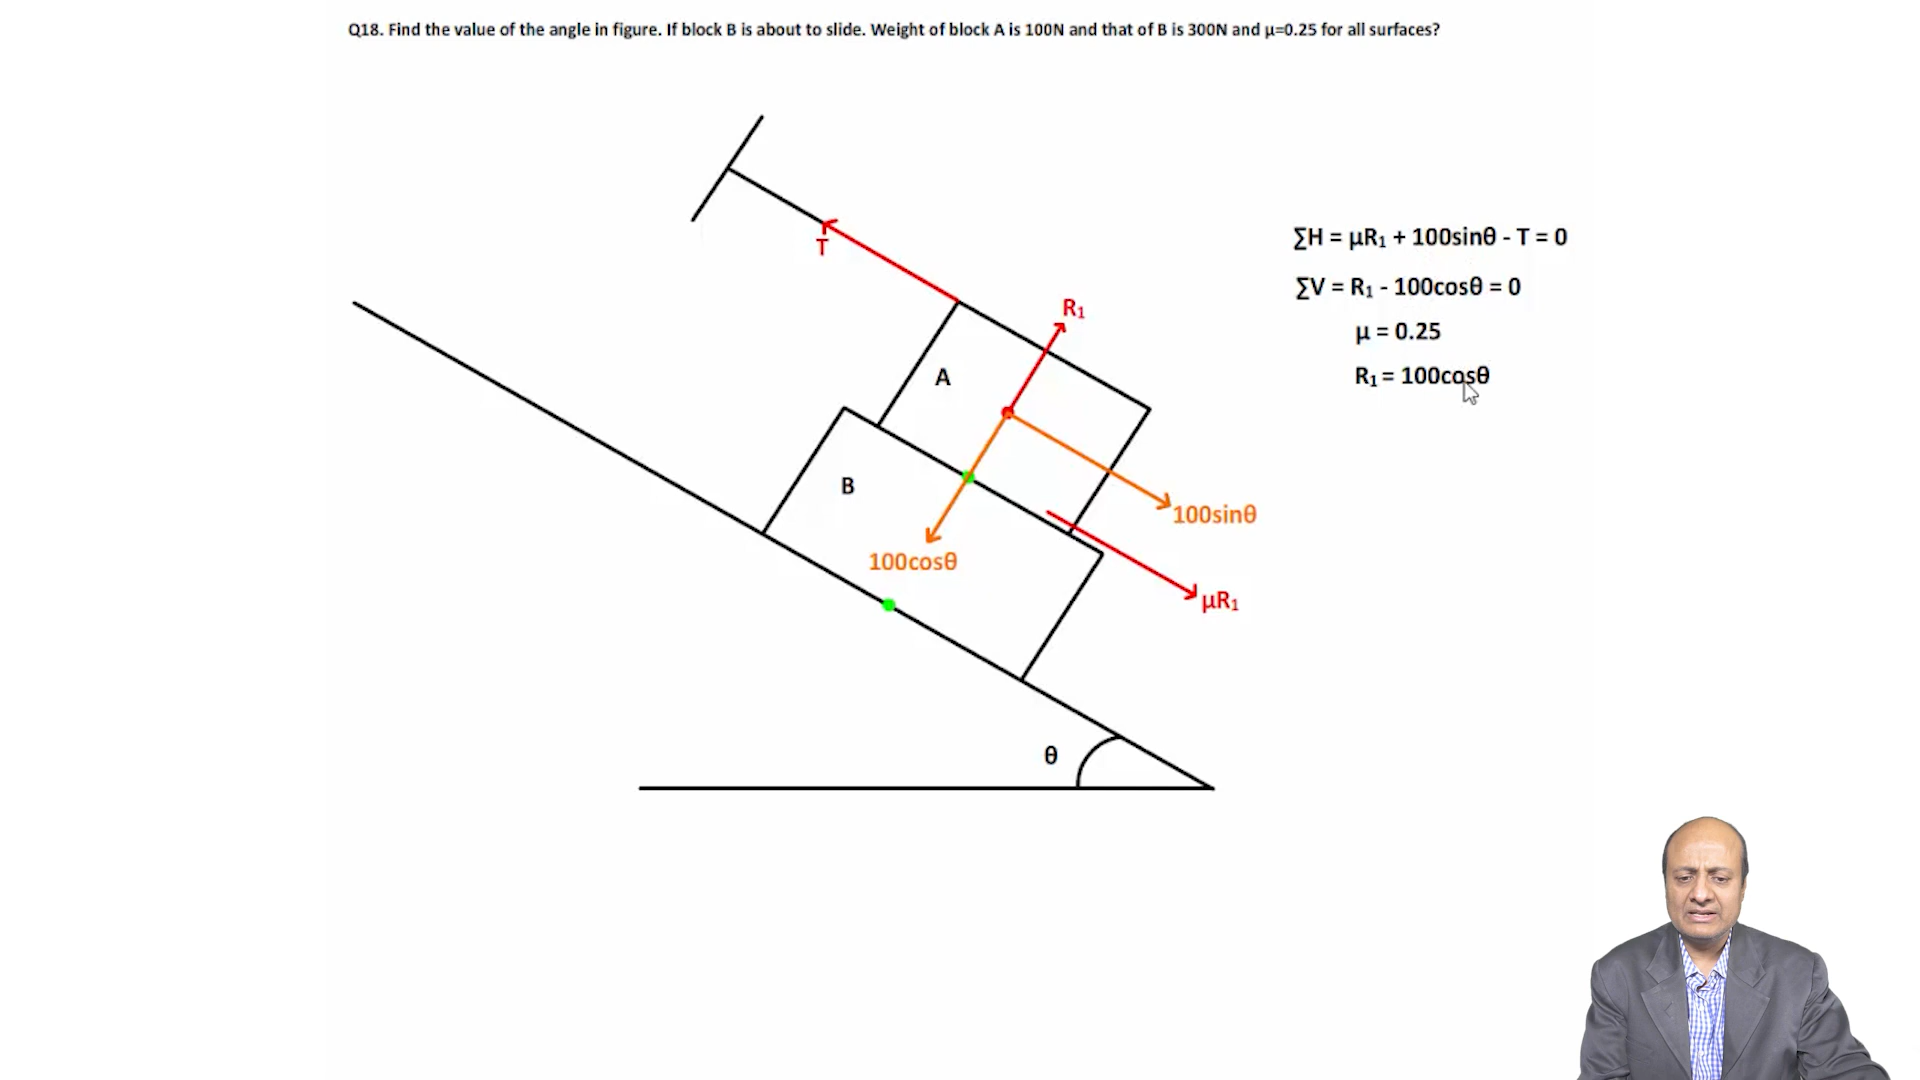 Q18. Find the value of the angle in figure. If block B is about to slide. Weight of block A is 100N and that of B is 300N and μ=0.25 for all surfaces?
T
R₁
A
B
100sinθ
100cosθ
μR₁
θ
∑H = μR₁ + 100sinθ - T = 0
∑V = R₁ - 100cosθ = 0
μ = 0.25
R₁ = 100cosθ